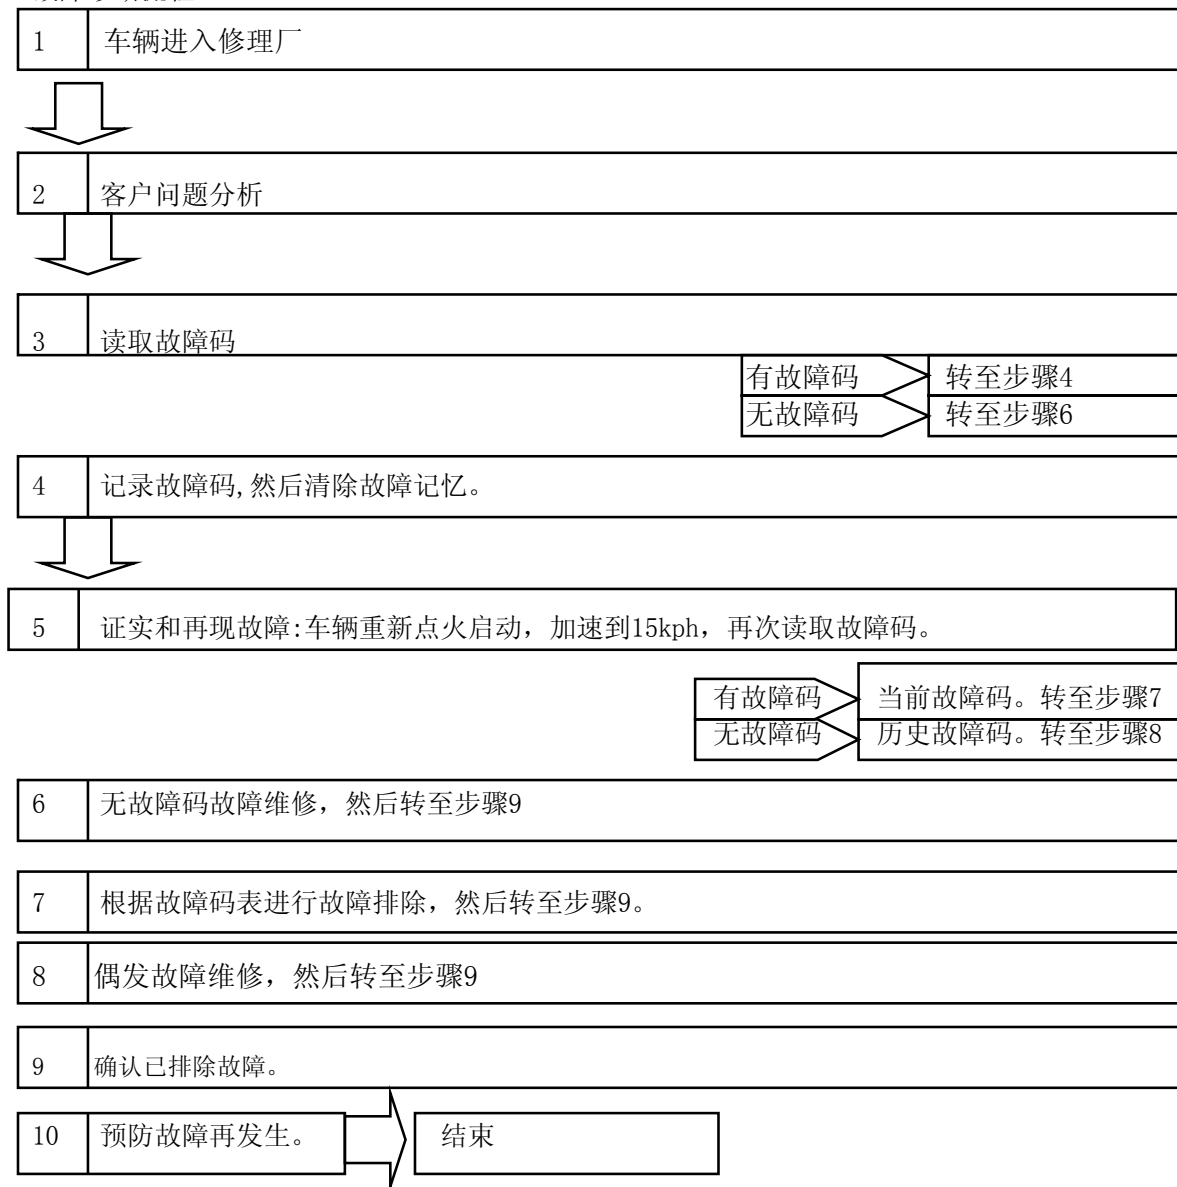 1 车辆进入修理厂
2 客户问题分析
3 读取故障码
有故障码 转至步骤4
无故障码 转至步骤6
4 记录故障码,然后清除故障记忆。
5 证实和再现故障:车辆重新点火启动，加速到15kph，再次读取故障码。
有故障码 当前故障码。转至步骤7
无故障码 历史故障码。转至步骤8
6 无故障码故障维修，然后转至步骤9
7 根据故障码表进行故障排除，然后转至步骤9。
8 偶发故障维修，然后转至步骤9
9 确认已排除故障。
10 预防故障再发生。 结束